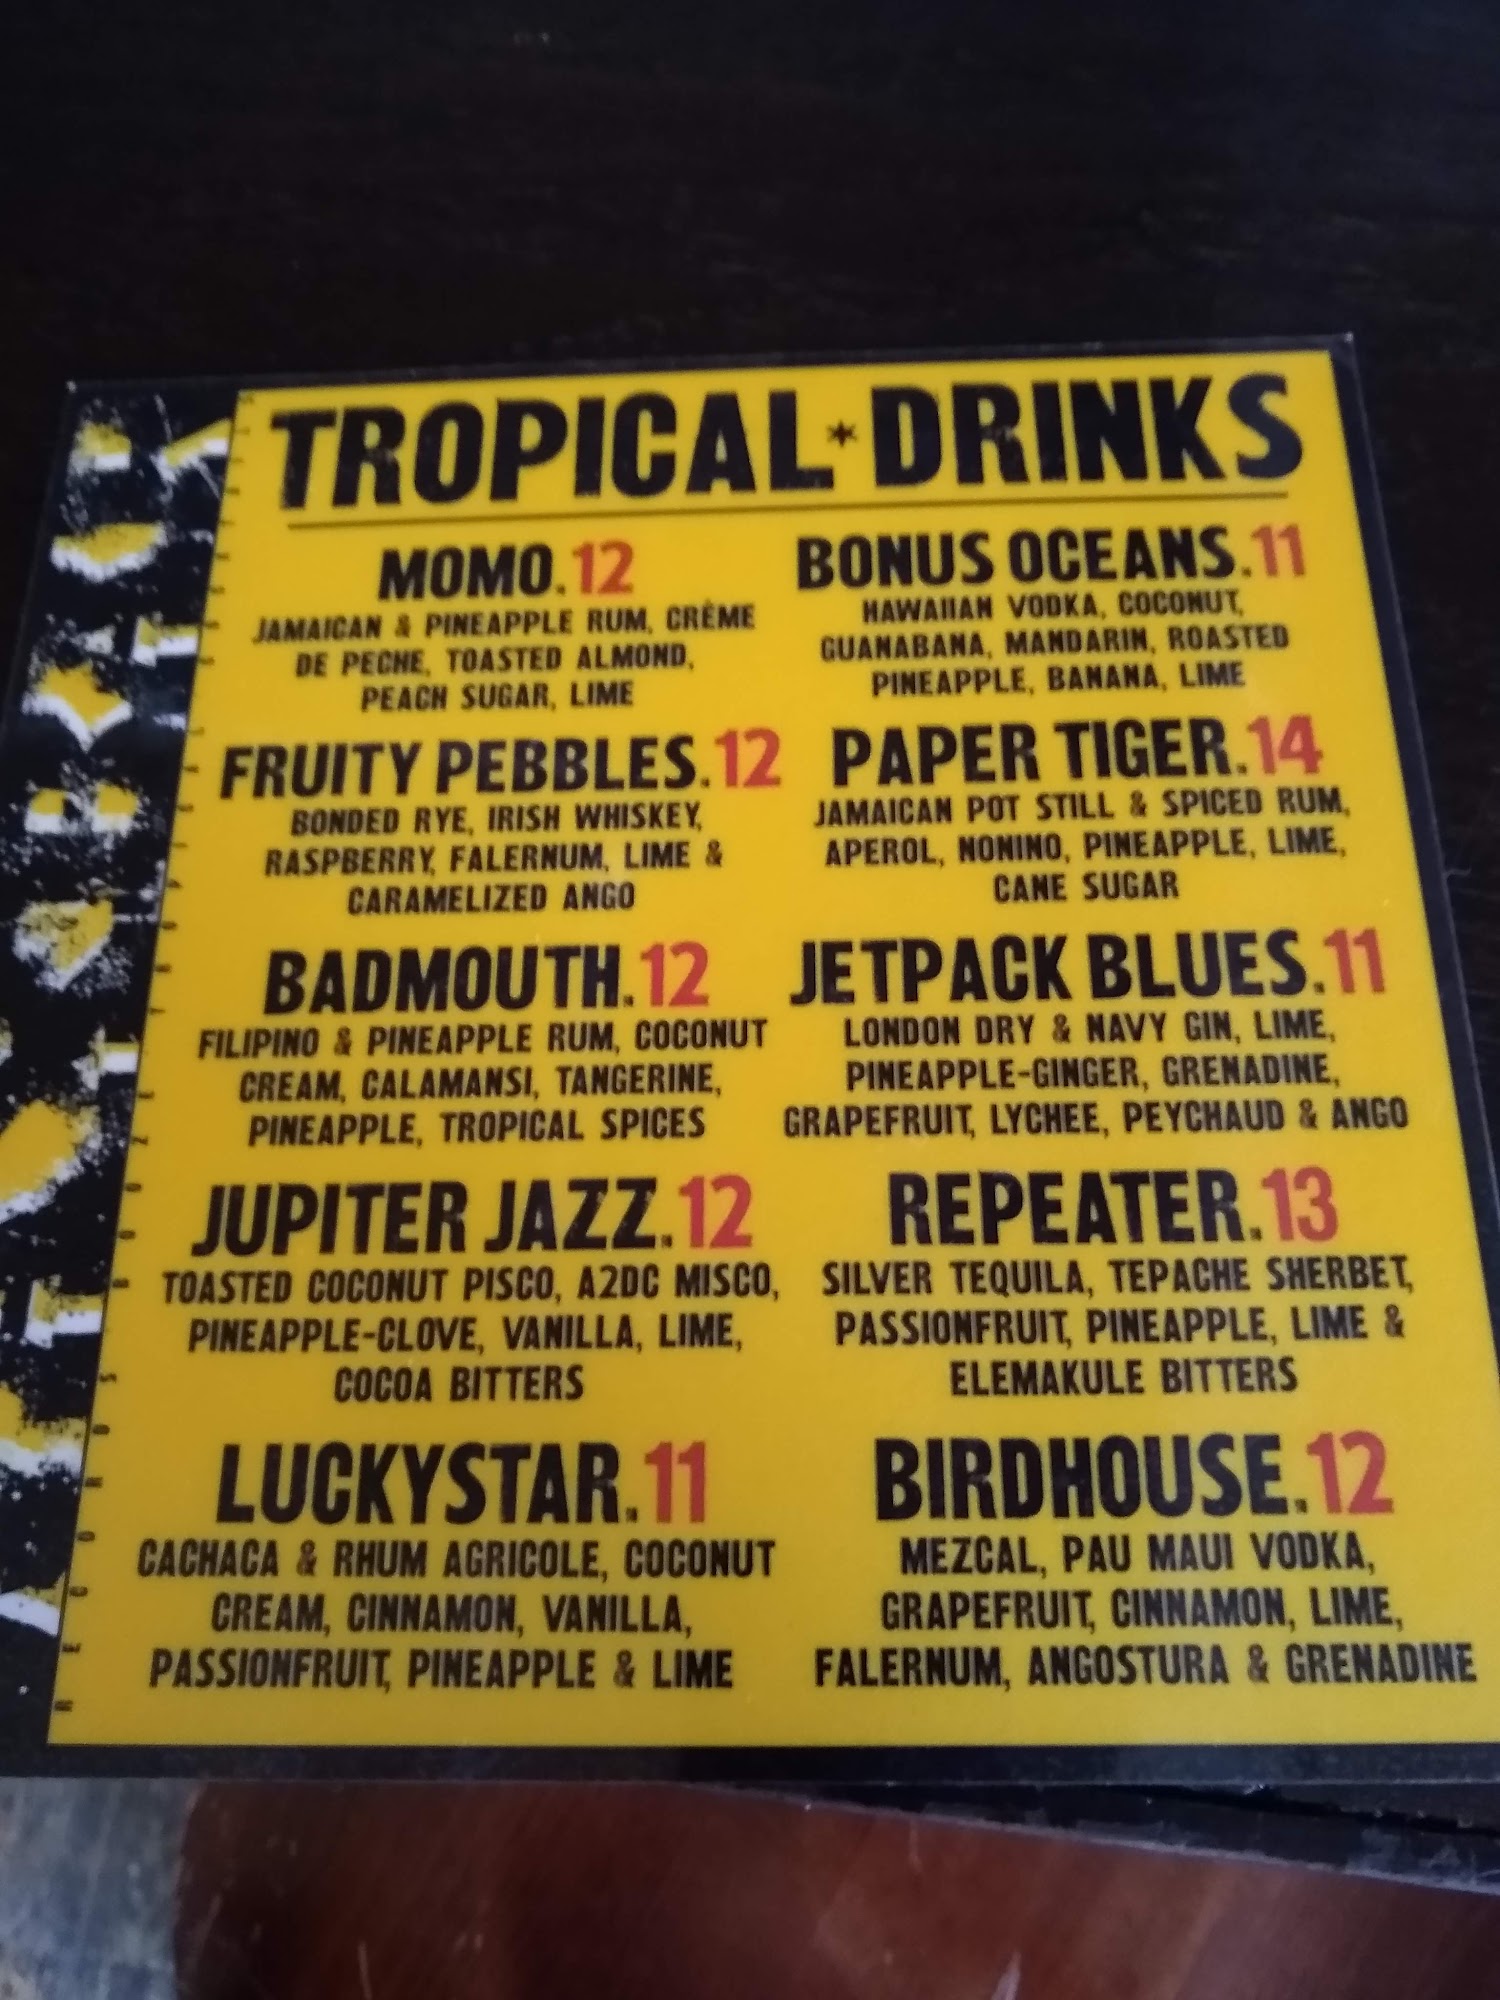 TROPICAL*DRINKS
MOMO.12
JAMAICAN & PINEAPPLE RUM, CRÈME
DE PECHE, TOASTED ALMOND,
PEACH SUGAR, LIME
FRUITY PEBBLES.12
BONDED RYE, IRISH WHISKEY,
RASPBERRY, FALERNUM, LIME &
CARAMELIZED ANGO
BADMOUTH.12
FILIPINO & PINEAPPLE RUM, COCONUT
CREAM, CALAMANSI, TANGERINE,
PINEAPPLE, TROPICAL SPICES
JUPITER JAZZ.12
TOASTED COCONUT PISCO, A2DC MISCO,
PINEAPPLE-CLOVE, VANILLA, LIME,
COCOA BITTERS
LUCKYSTAR.11
CACHACA & RHUM AGRICOLE, COCONUT
CREAM, CINNAMON, VANILLA,
PASSIONFRUIT, PINEAPPLE & LIME
BONUS OCEANS.11
HAWAIIAN VODKA, COCONUT,
GUANABANA, MANDARIN, ROASTED
PINEAPPLE, BANANA, LIME
PAPER TIGER.14
JAMAICAN POT STILL & SPICED RUM,
APEROL, NONINO, PINEAPPLE, LIME,
CANE SUGAR
JETPACK BLUES.11
LONDON DRY & NAVY GIN, LIME,
PINEAPPLE-GINGER, GRENADINE,
GRAPEFRUIT, LYCHEE, PEYCHAUD & ANGO
REPEATER.13
SILVER TEQUILA, TEPACHE SHERBET,
PASSIONFRUIT, PINEAPPLE, LIME &
ELEMAKULE BITTERS
BIRDHOUSE.12
MEZCAL, PAU MAUI VODKA,
GRAPEFRUIT, CINNAMON, LIME,
FALERNUM, ANGOSTURA & GRENADINE